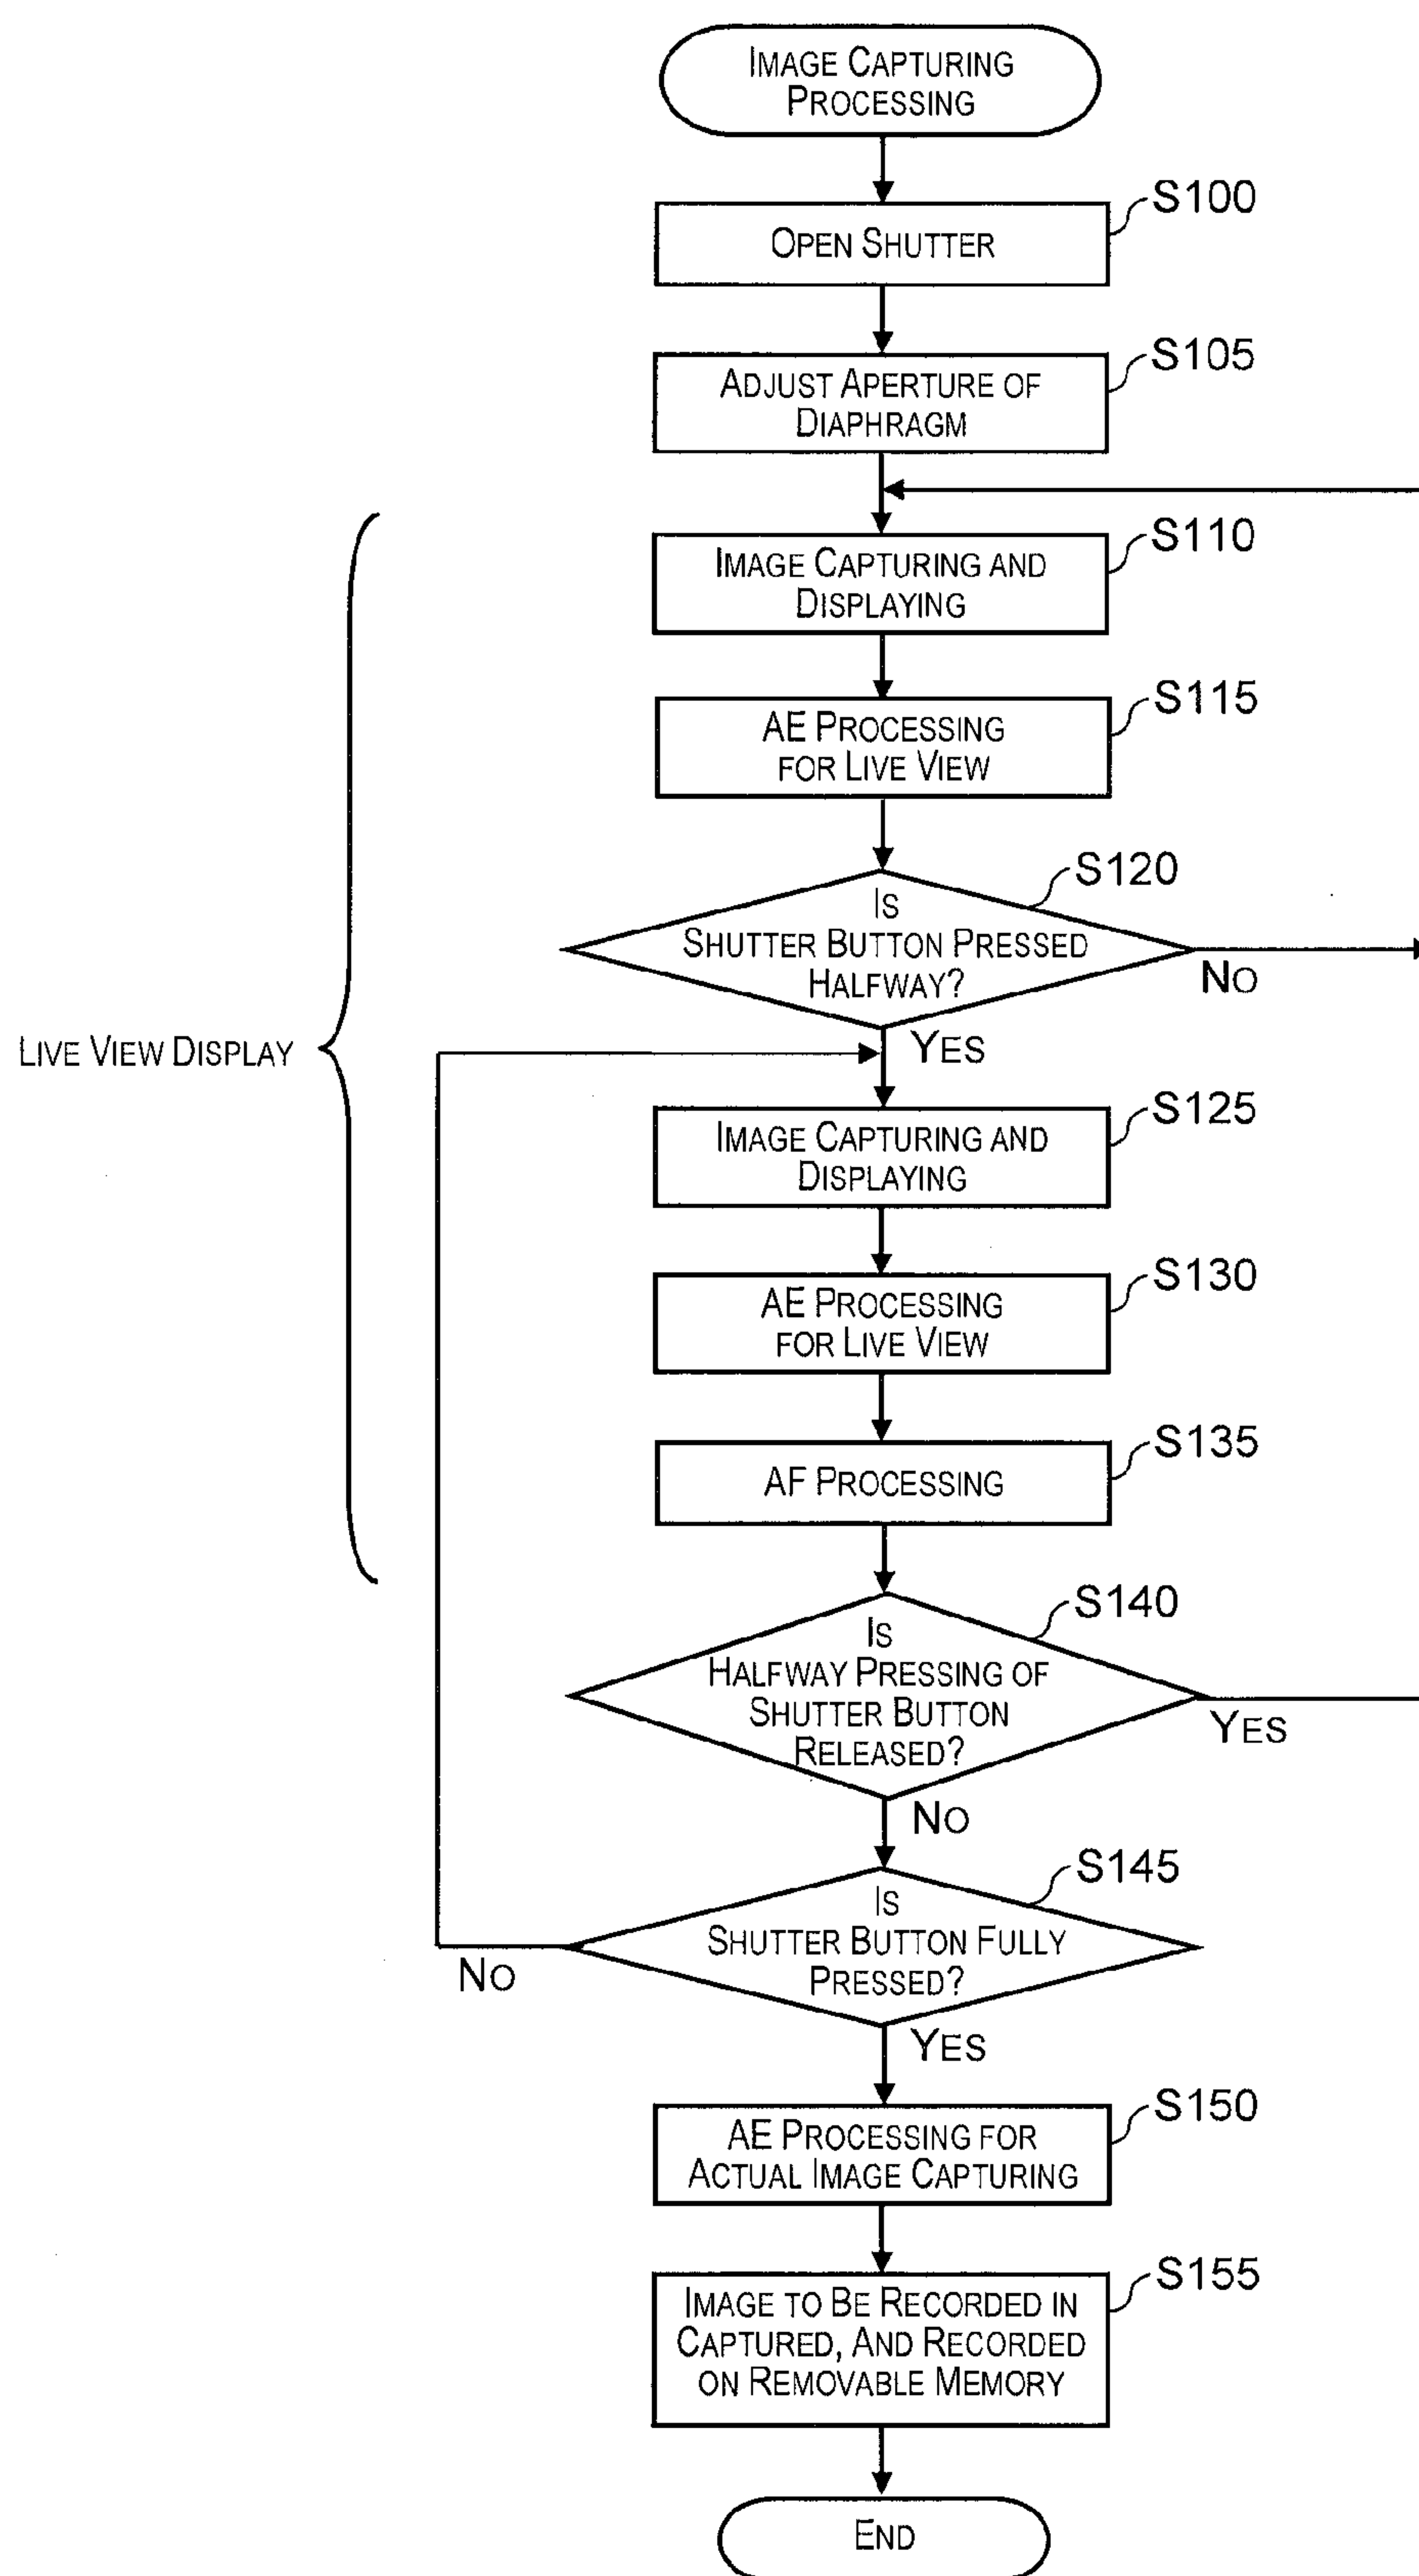 IMAGE CAPTURING
PROCESSING
S100
OPEN SHUTTER
S105
ADJUST APERTURE OF
DIAPHRAGM
S110
IMAGE CAPTURING AND
DISPLAYING
S115
AE PROCESSING
FOR LIVE VIEW
S120
IS
SHUTTER BUTTON PRESSED
HALFWAY?
NO
YES
LIVE VIEW DISPLAY
S125
IMAGE CAPTURING AND
DISPLAYING
S130
AE PROCESSING
FOR LIVE VIEW
S135
AF PROCESSING
S140
IS
HALFWAY PRESSING OF
SHUTTER BUTTON
RELEASED?
YES
NO
S145
IS
SHUTTER BUTTON FULLY
PRESSED?
NO
YES
S150
AE PROCESSING FOR
ACTUAL IMAGE CAPTURING
S155
IMAGE TO BE RECORDED IN
CAPTURED, AND RECORDED
ON REMOVABLE MEMORY
END